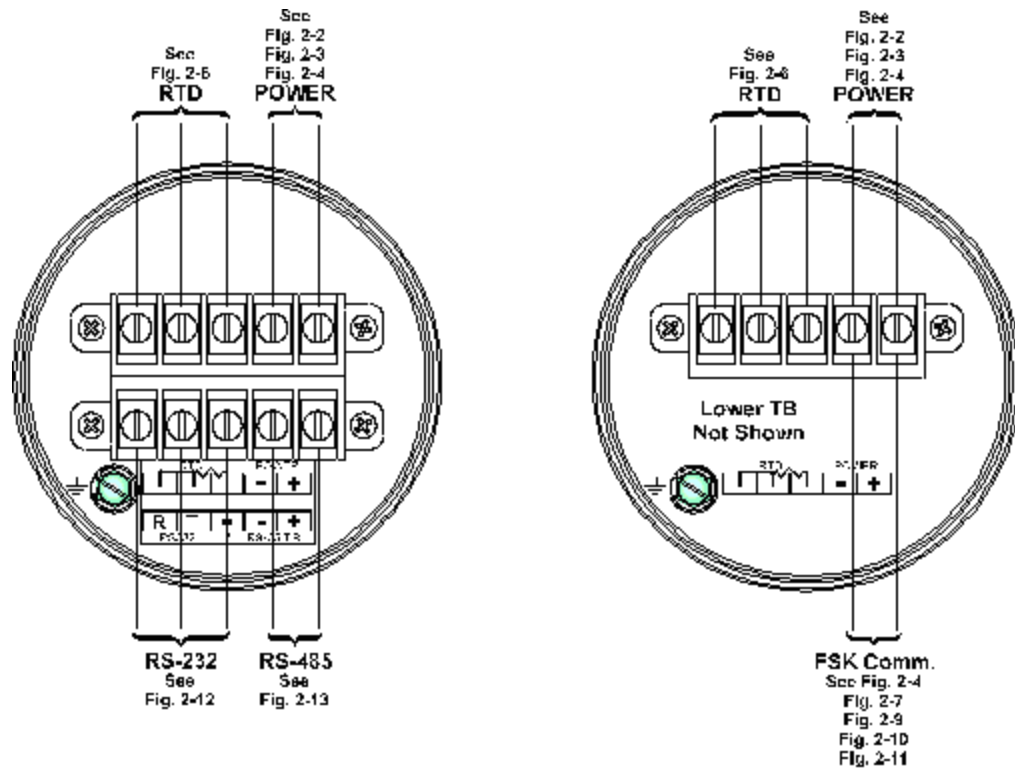 See
Fig. 2-2
Fig. 2-3
Fig. 2-4
POWER
See
RTD
RS-232
See
Fig. 2-12
RS-485
See
Fig. 2-13
R
- +
- +
See
Fig. 2-2
Fig. 2-3
Fig. 2-4
POWER
See
Fig. 2-6
RTD
Lower TB
Not Shown
RTD
POWER
- +
FSK Comm.
See Fig. 2-4
Fig. 2-7
Fig. 2-9
Fig. 2-10
Fig. 2-11